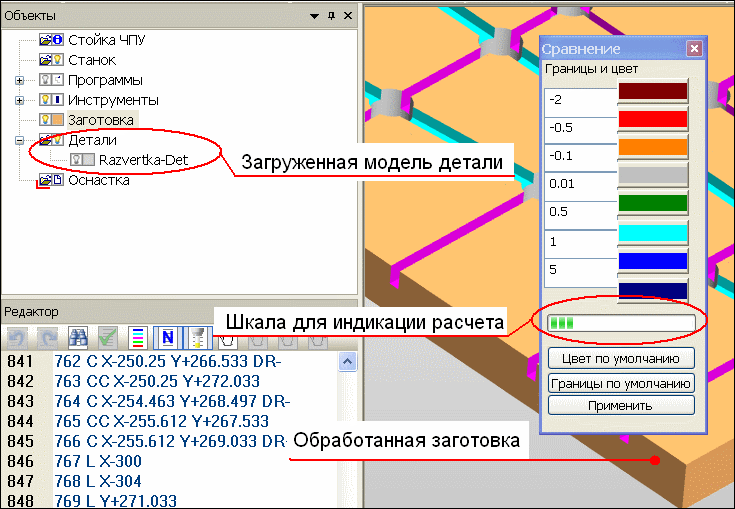 Объекты
Стойка ЧПУ
Станок
Программы
Инструменты
Заготовка
Детали
Razvertka-Det
Оснастка
Загруженная модель детали
Сравнение
Границы и цвет
-2
-0.5
-0.1
0.01
0.5
1
5
Цвет по умолчанию
Границы по умолчанию
Применить
Шкала для индикации расчета
Обработанная заготовка
Редактор
841 762 C X-250.25 Y+266.533 DR-
842 763 CC X-250.25 Y+272.033
843 764 C X-254.463 Y+268.497 DR-
844 765 CC X-255.612 Y+267.533
845 766 C X-255.612 Y+269.033 DR-
846 767 L X-300
847 768 L X-304
848 769 L Y+271.033